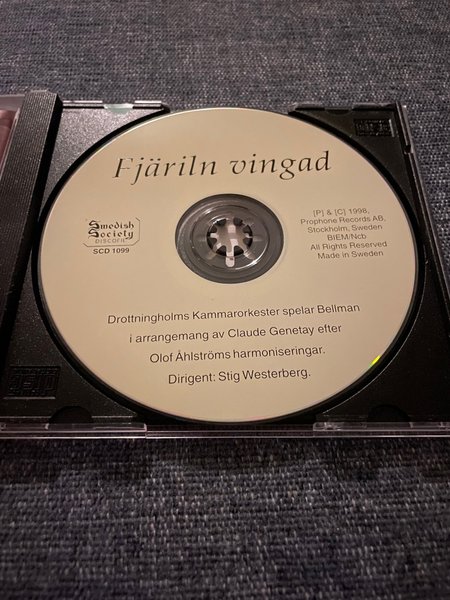 Fjäriln vingad
Swedish
Society
DISCOFIL
SCD 1099
[P] & [C] 1998,
Prophone Records AB,
Stockholm, Sweden
BIEM/Ncb
All Rights Reserved
Made in Sweden
Drottningholms Kammarorkester spelar Bellman
i arrangemang av Claude Genetay efter
Olof Åhlströms harmoniseringar.
Dirigent: Stig Westerberg.